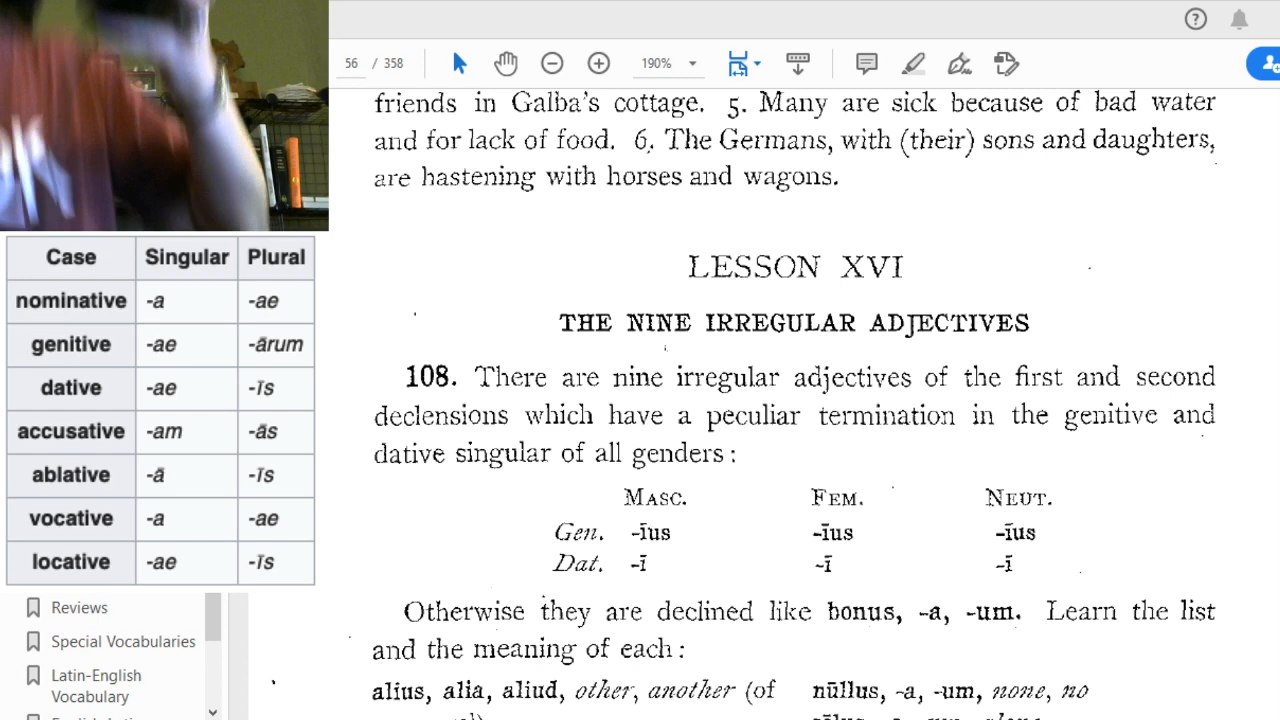 56 / 358
190%
friends in Galba's cottage. 5. Many are sick because of bad water
and for lack of food. 6. The Germans, with (their) sons and daughters,
are hastening with horses and wagons.
LESSON XVI
THE NINE IRREGULAR ADJECTIVES
108. There are nine irregular adjectives of the first and second
declensions which have a peculiar termination in the genitive and
dative singular of all genders:
MASC. FEM. NEUT.
Gen. -īus -īus -īus
Dat. -ī -ī -ī
Otherwise they are declined like bonus, -a, -um. Learn the list
and the meaning of each:
alius, alia, aliud, other, another (of nūllus, -a, -um, none, no
Case Singular Plural
nominative -a -ae
genitive -ae -ārum
dative -ae -īs
accusative -am -ās
ablative -ā -īs
vocative -a -ae
locative -ae -īs
Reviews
Special Vocabularies
Latin-English
Vocabulary